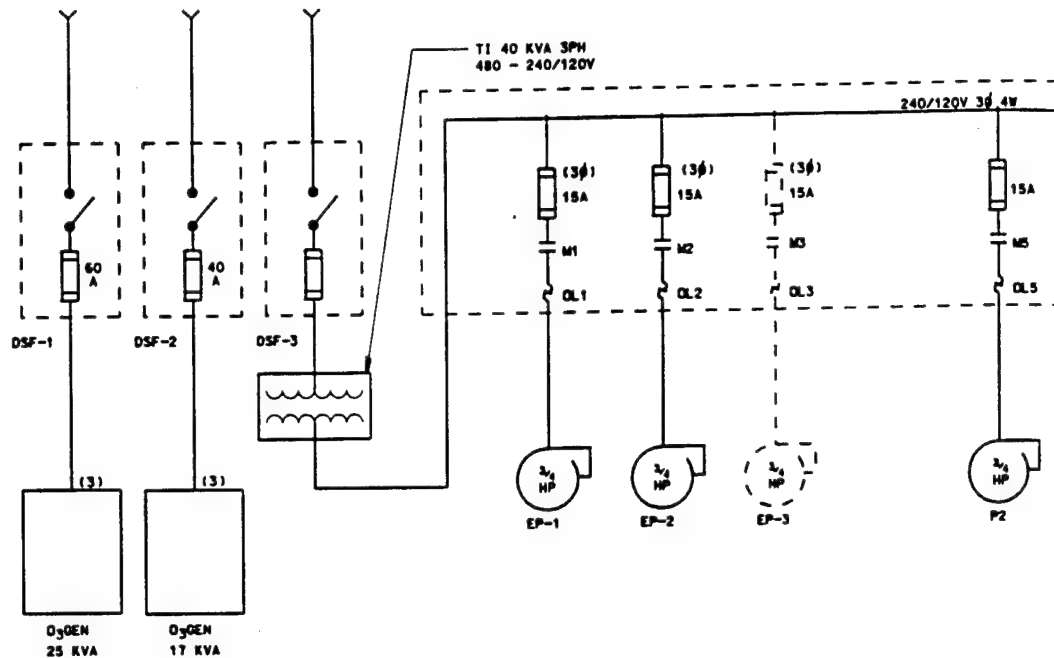 TI 40 KVA 3PH
480 - 240/120V
240/120V 3ø 4W
(3ø)
15A
M1
OL1
(3ø)
15A
M2
OL2
(3ø)
15A
M3
OL3
15A
M5
OL5
60
A
40
A
DSF-1
DSF-2
DSF-3
3/4
HP
EP-1
3/4
HP
EP-2
3/4
HP
EP-3
3/4
HP
P2
(3)
(3)
O3GEN
25 KVA
O3GEN
17 KVA